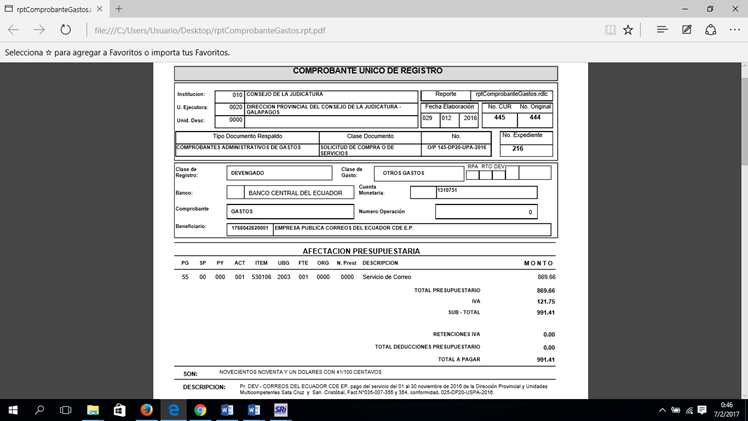 rptComprobanteGastos.r
file:///C:/Users/Usuario/Desktop/rptComprobanteGastos.rpt.pdf
Selecciona ☆ para agregar a Favoritos o importa tus Favoritos.
COMPROBANTE UNICO DE REGISTRO
Institucion: 010 CONSEJO DE LA JUDICATURA Reporte rptComprobanteGastos.rdlc
U. Ejecutora: 0020 DIRECCION PROVINCIAL DEL CONSEJO DE LA JUDICATURA - GALAPAGOS Fecha Elaboración No. CUR No. Original
Unid. Desc: 0000 029 012 2016 445 444
Tipo Documento Respaldo Clase Documento No. No. Expediente
COMPROBANTES ADMINISTRATIVOS DE GASTOS SOLICITUD DE COMPRA O DE SERVICIOS O/P 145-DP20-UPA-2016 216
Clase de Registro: DEVENGADO Clase de Gasto: OTROS GASTOS RPA RTO DEV
Banco: BANCO CENTRAL DEL ECUADOR Cuenta Monetaria: 1310751
Comprobante GASTOS Numero Operación 0
Beneficiario: 1768042620001 EMPRESA PUBLICA CORREOS DEL ECUADOR CDE E.P.
AFECTACION PRESUPUESTARIA
PG SP PY ACT ITEM UBG FTE ORG N. Prest DESCRIPCION MONTO
55 00 000 001 530106 2003 001 0000 0000 Servicio de Correo 869.66
TOTAL PRESUPUESTARIO 869.66
IVA 121.75
SUB - TOTAL 991.41
RETENCIONES IVA 0.00
TOTAL DEDUCCIONES PRESUPUESTARIO 0.00
TOTAL A PAGAR 991.41
SON: NOVECIENTOS NOVENTA Y UN DOLARES CON 41/100 CENTAVOS
DESCRIPCION: Pr. DEV - CORREOS DEL ECUADOR CDE EP, pago del servicio del 01 al 30 noviembre de 2016 de la Dirección Provincial y Unidades
Multicompetentes Sata Cruz y San Cristóbal, Fact.N°035-007-355 y 354, conformidad, 025-DP20-USPA-2016.
SRi
0:46
7/2/2017